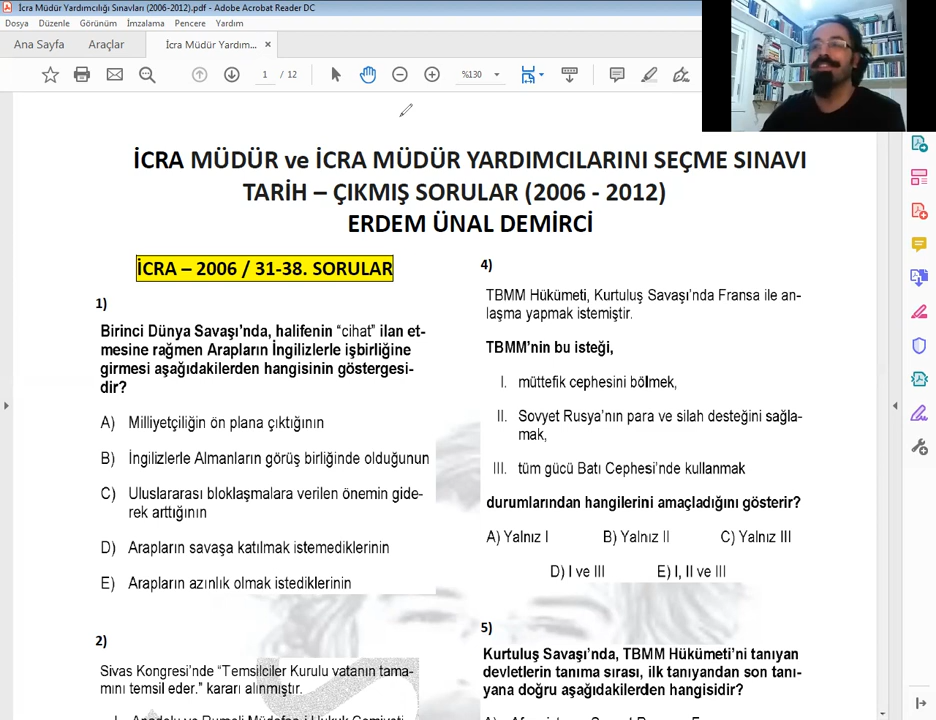 İcra Müdür Yardımcılığı Sınavları (2006-2012).pdf - Adobe Acrobat Reader DC
Dosya Düzenle Görünüm İmzalama Pencere Yardım
Ana Sayfa Araçlar İcra Müdür Yardım... ×
1 / 12 %130
İCRA MÜDÜR ve İCRA MÜDÜR YARDIMCILARINI SEÇME SINAVI
TARİH – ÇIKMIŞ SORULAR (2006 - 2012)
ERDEM ÜNAL DEMİRCİ
İCRA – 2006 / 31-38. SORULAR
1)
Birinci Dünya Savaşı’nda, halifenin “cihat” ilan et-
mesine rağmen Arapların İngilizlerle işbirliğine
girmesi aşağıdakilerden hangisinin göstergesi-
dir?
A) Milliyetçiliğin ön plana çıktığının
B) İngilizlerle Almanların görüş birliğinde olduğunun
C) Uluslararası bloklaşmalara verilen önemin gide-
rek arttığının
D) Arapların savaşa katılmak istemediklerinin
E) Arapların azınlık olmak istediklerinin
2)
Sivas Kongresi’nde “Temsilciler Kurulu vatanın tama-
mını temsil eder.” kararı alınmıştır.
I. Anadolu ve Rumeli Müdafaa-i Hukuk Cemiyeti
4)
TBMM Hükümeti, Kurtuluş Savaşı’nda Fransa ile an-
laşma yapmak istemiştir.
TBMM’nin bu isteği,
I. müttefik cephesini bölmek,
II. Sovyet Rusya’nın para ve silah desteğini sağla-
mak,
III. tüm gücü Batı Cephesi’nde kullanmak
durumlarından hangilerini amaçladığını gösterir?
A) Yalnız I B) Yalnız II C) Yalnız III
D) I ve III E) I, II ve III
5)
Kurtuluş Savaşı’nda, TBMM Hükümeti’ni tanıyan
devletlerin tanıma sırası, ilk tanıyandan son tanı-
yana doğru aşağıdakilerden hangisidir?